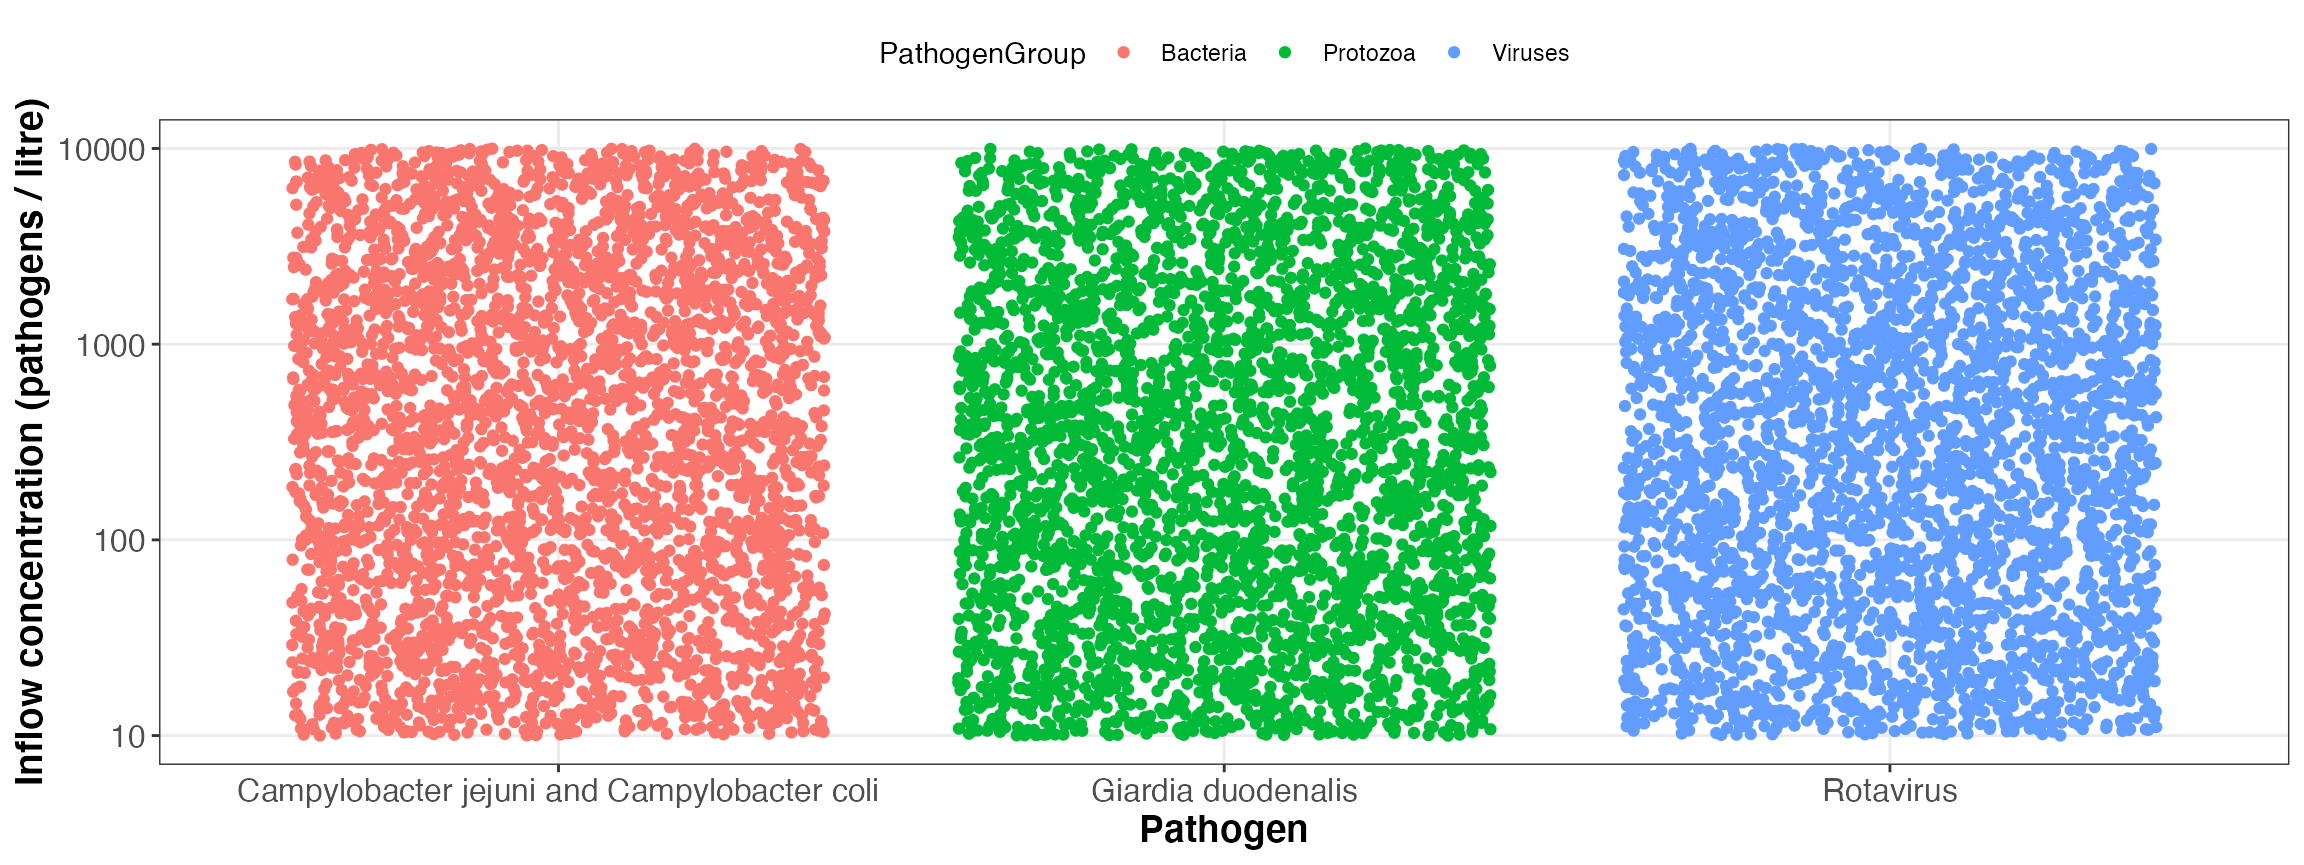 PathogenGroup Bacteria Protozoa Viruses
Inflow concentration (pathogens / litre)
10000
1000
100
10
Campylobacter jejuni and Campylobacter coli Giardia duodenalis Rotavirus
Pathogen